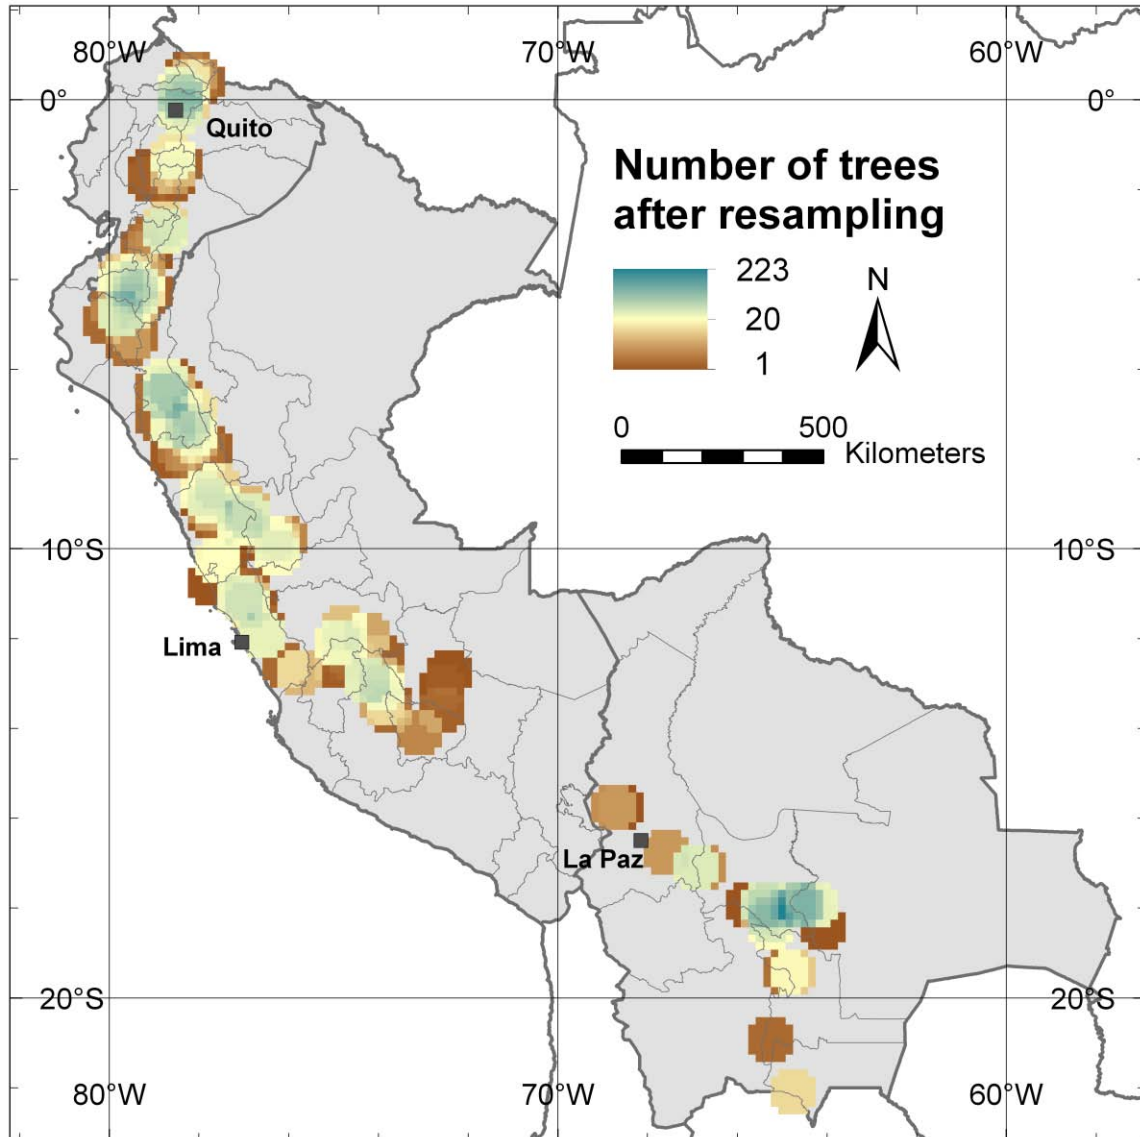 80°W 70°W 60°W
0° 0°
Quito
Number of trees
after resampling
223
20
1
N
0 500
Kilometers
10°S 10°S
Lima
La Paz
20°S 20°S
80°W 70°W 60°W